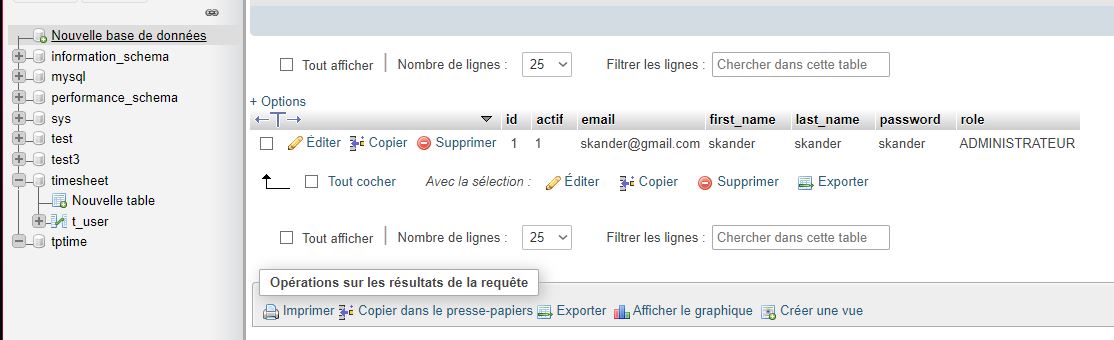 Nouvelle base de données
information_schema
mysql
performance_schema
sys
test
test3
timesheet
Nouvelle table
t_user
tptime
Tout afficher Nombre de lignes : 25 Filtrer les lignes : Chercher dans cette table
+ Options
id actif email first_name last_name password role
Éditer Copier Supprimer 1 1 skander@gmail.com skander skander skander ADMINISTRATEUR
Tout cocher Avec la sélection : Éditer Copier Supprimer Exporter
Tout afficher Nombre de lignes : 25 Filtrer les lignes : Chercher dans cette table
Opérations sur les résultats de la requête
Imprimer Copier dans le presse-papiers Exporter Afficher le graphique Créer une vue